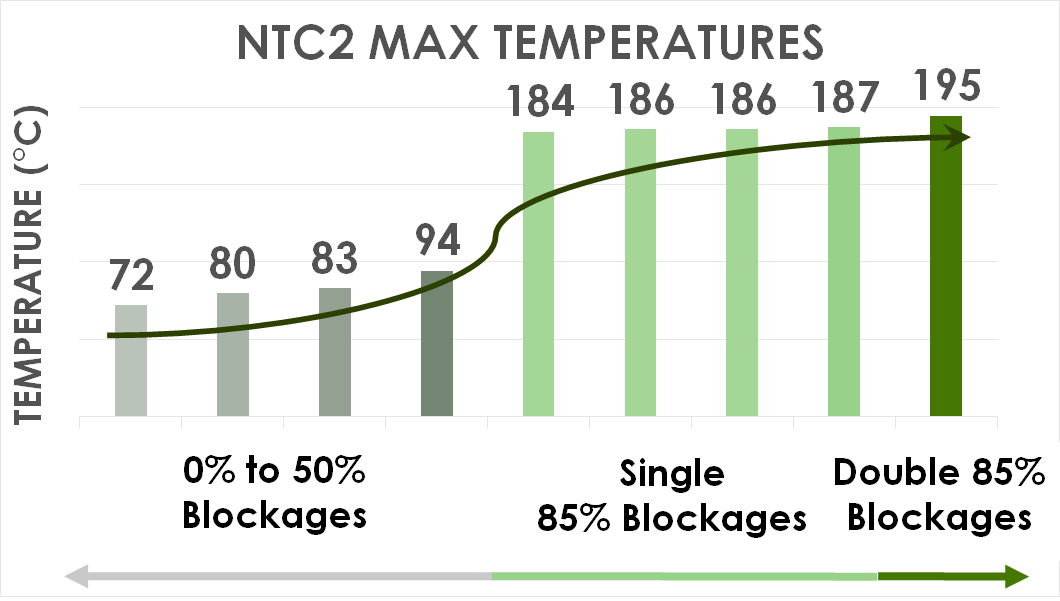 NTC2 MAX TEMPERATURES
TEMPERATURE (°C)
72
80
83
94
184
186
186
187
195
0% to 50%
Blockages
Single
85% Blockages
Double 85%
Blockages